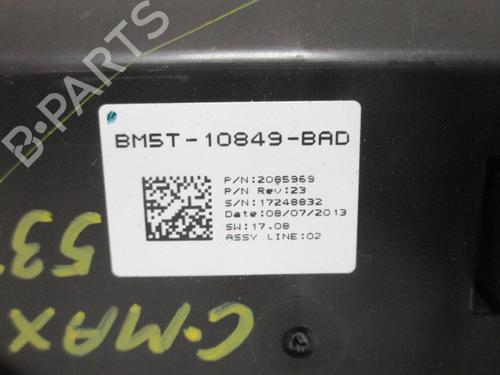 B-PARTS
BM5T-10849-BAD
P/N:2085969
P/N Rev:23
S/N:17248832
Date:08/07/2013
SW:17.08
ASSY LINE:02
53
C-MAX